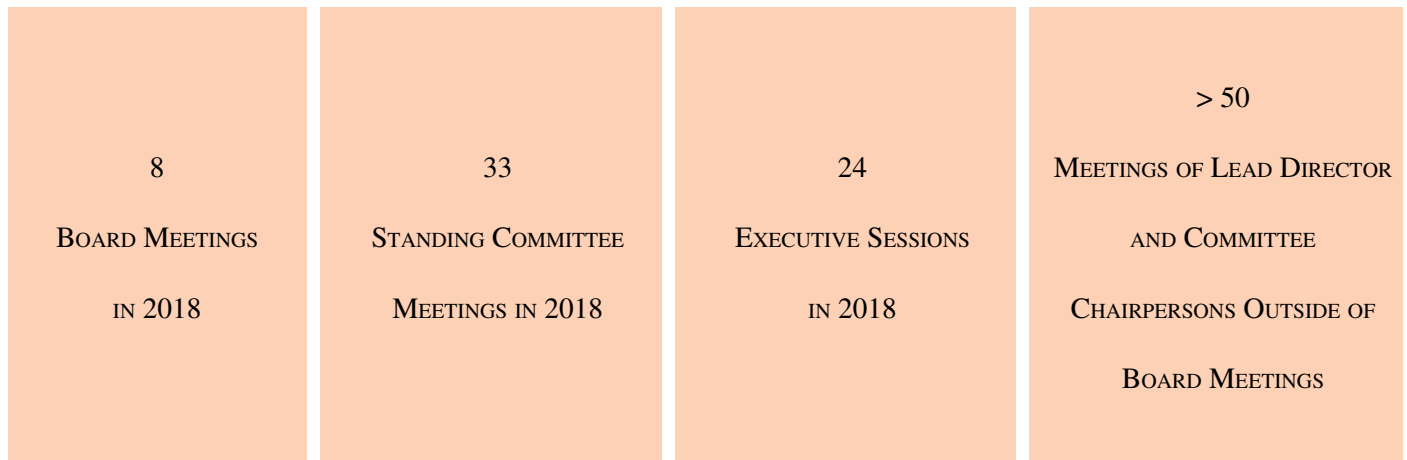 8
Board Meetings
in 2018
33
Standing Committee
Meetings in 2018
24
Executive Sessions
in 2018
> 50
Meetings of Lead Director
and Committee
Chairpersons Outside of
Board Meetings